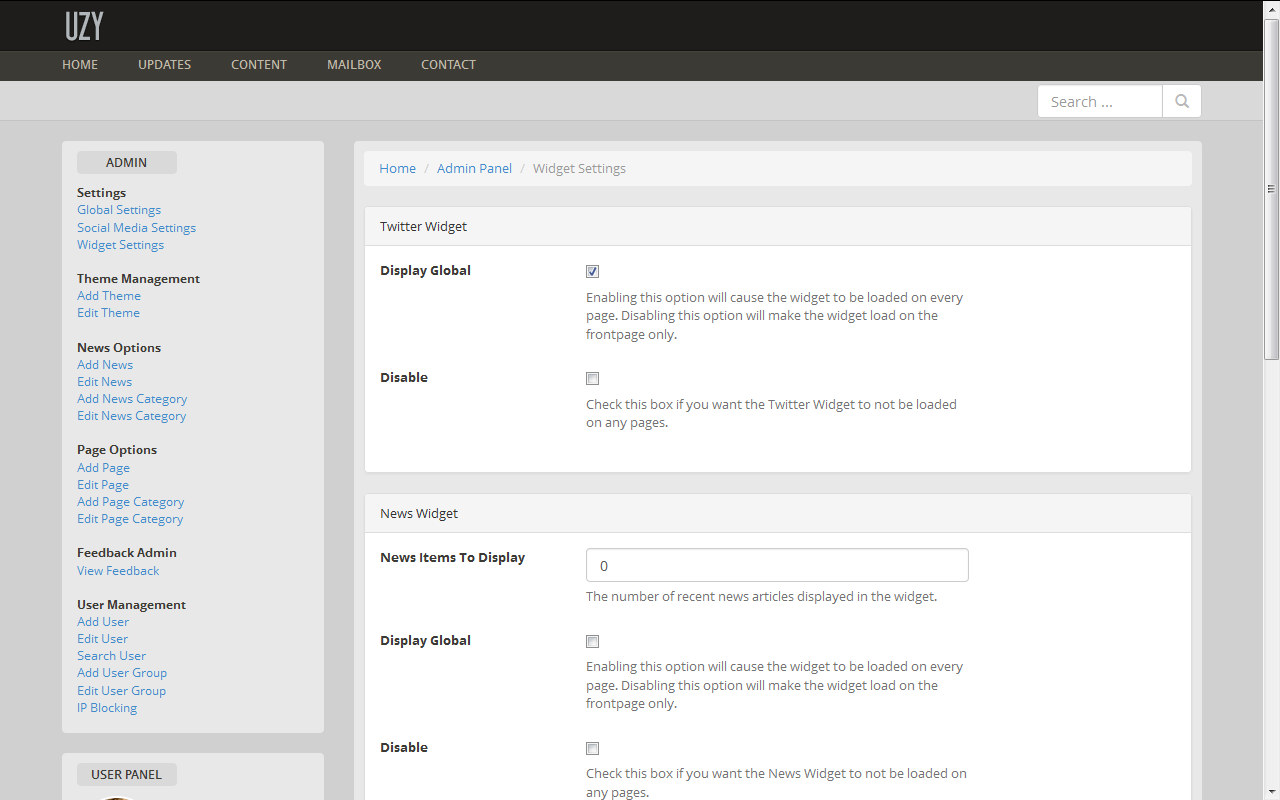 UZY
HOME UPDATES CONTENT MAILBOX CONTACT
Search ...
ADMIN
Settings
Global Settings
Social Media Settings
Widget Settings
Theme Management
Add Theme
Edit Theme
News Options
Add News
Edit News
Add News Category
Edit News Category
Page Options
Add Page
Edit Page
Add Page Category
Edit Page Category
Feedback Admin
View Feedback
User Management
Add User
Edit User
Search User
Add User Group
Edit User Group
IP Blocking
USER PANEL
Home / Admin Panel / Widget Settings
Twitter Widget
Display Global
Enabling this option will cause the widget to be loaded on every
page. Disabling this option will make the widget load on the
frontpage only.
Disable
Check this box if you want the Twitter Widget to not be loaded
on any pages.
News Widget
News Items To Display
0
The number of recent news articles displayed in the widget.
Display Global
Enabling this option will cause the widget to be loaded on every
page. Disabling this option will make the widget load on the
frontpage only.
Disable
Check this box if you want the News Widget to not be loaded on
any pages.